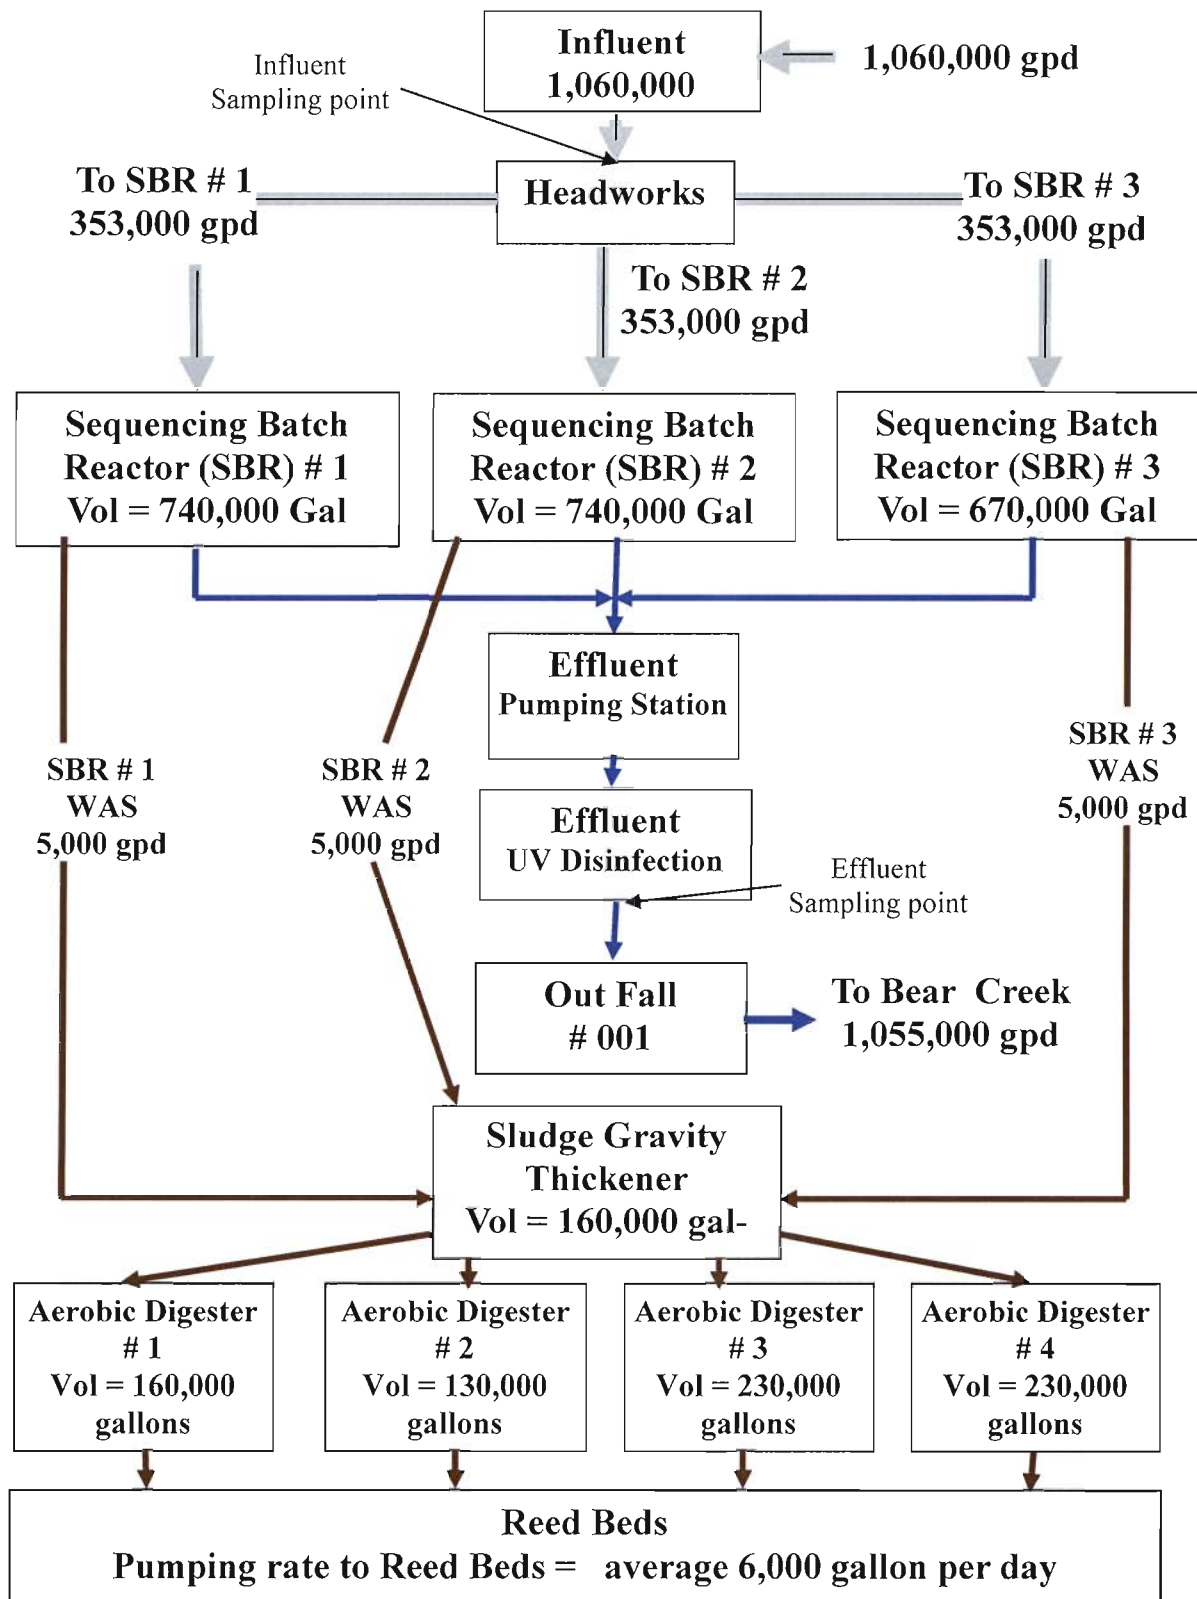 Influent
1,060,000
1,060,000 gpd
Influent
Sampling point
To SBR # 1
353,000 gpd
Headworks
To SBR # 3
353,000 gpd
To SBR # 2
353,000 gpd
Sequencing Batch
Reactor (SBR) # 1
Vol = 740,000 Gal
Sequencing Batch
Reactor (SBR) # 2
Vol = 740,000 Gal
Sequencing Batch
Reactor (SBR) # 3
Vol = 670,000 Gal
Effluent
Pumping Station
SBR # 1
WAS
5,000 gpd
SBR # 2
WAS
5,000 gpd
SBR # 3
WAS
5,000 gpd
Effluent
UV Disinfection
Effluent
Sampling point
Out Fall
# 001
To Bear Creek
1,055,000 gpd
Sludge Gravity
Thickener
Vol = 160,000 gal-
Aerobic Digester
# 1
Vol = 160,000
gallons
Aerobic Digester
# 2
Vol = 130,000
gallons
Aerobic Digester
# 3
Vol = 230,000
gallons
Aerobic Digester
# 4
Vol = 230,000
gallons
Reed Beds
Pumping rate to Reed Beds = average 6,000 gallon per day